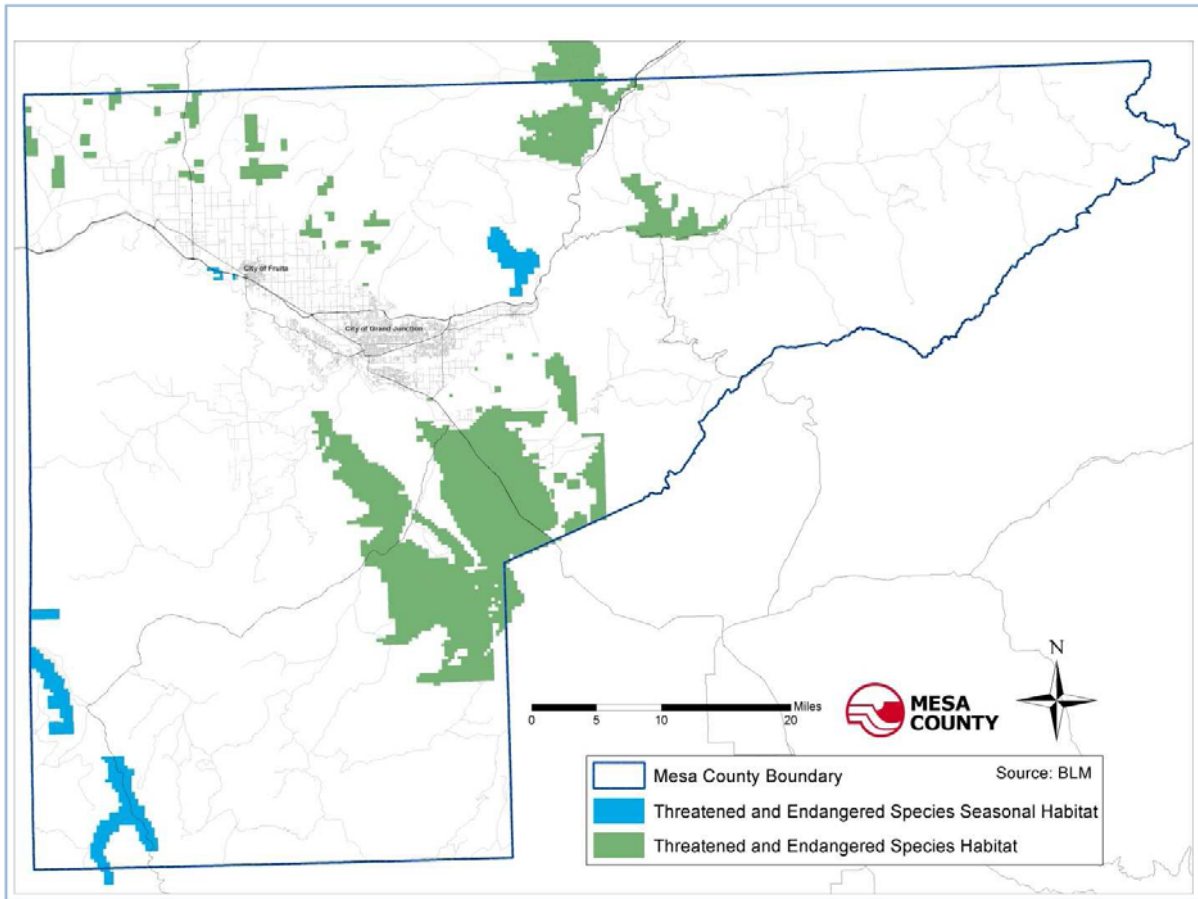 City of Fruita
City of Grand Junction
N
0 5 10 20 Miles
MESA
COUNTY
Mesa County Boundary Source: BLM
Threatened and Endangered Species Seasonal Habitat
Threatened and Endangered Species Habitat